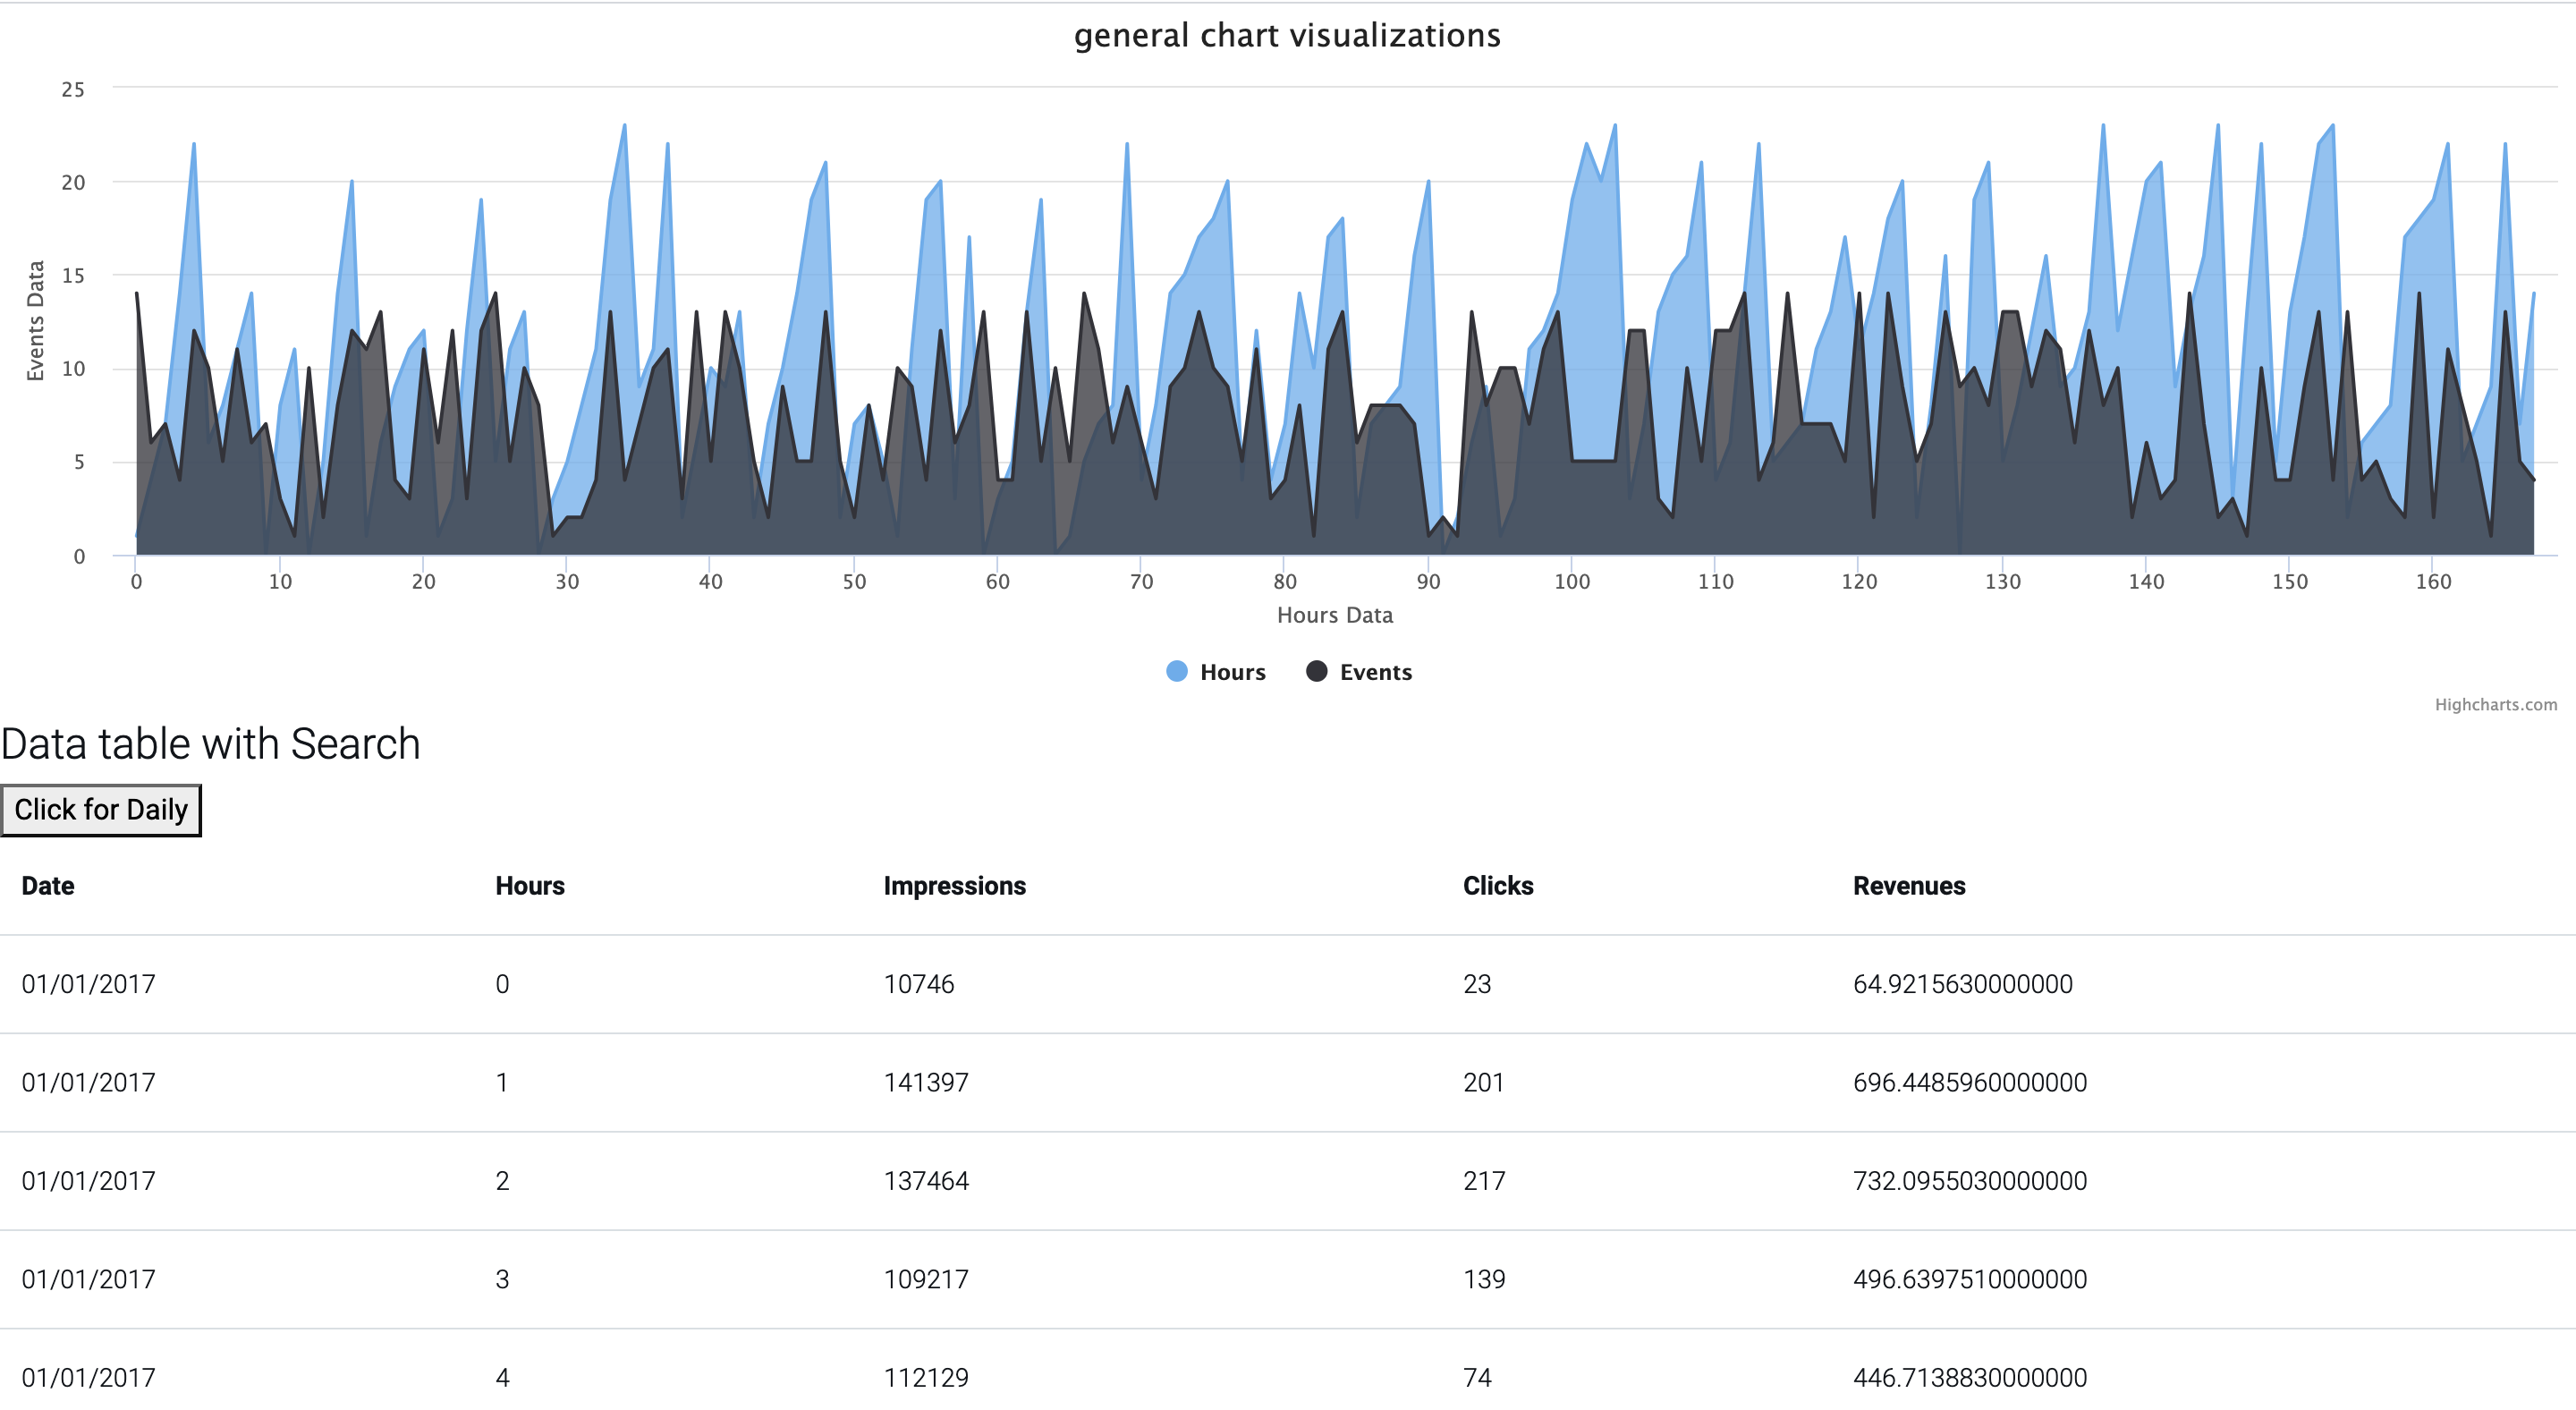 general chart visualizations
25
20
15
10
5
0
Events Data
0 10 20 30 40 50 60 70 80 90 100 110 120 130 140 150 160
Hours Data
Hours Events
Highcharts.com
Data table with Search
Click for Daily
Date Hours Impressions Clicks Revenues
01/01/2017 0 10746 23 64.9215630000000
01/01/2017 1 141397 201 696.4485960000000
01/01/2017 2 137464 217 732.0955030000000
01/01/2017 3 109217 139 496.6397510000000
01/01/2017 4 112129 74 446.7138830000000